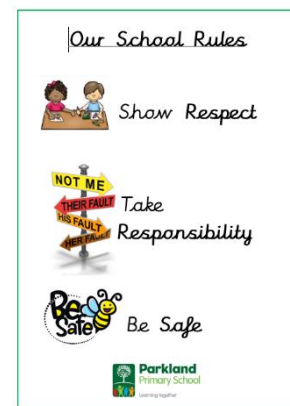 Our School Rules
Show Respect
NOT ME
THEIR FAULT
HIS FAULT
HER FAULT
Take
Responsibility
Be
Safe
Be Safe
Parkland
Primary School
Learning together